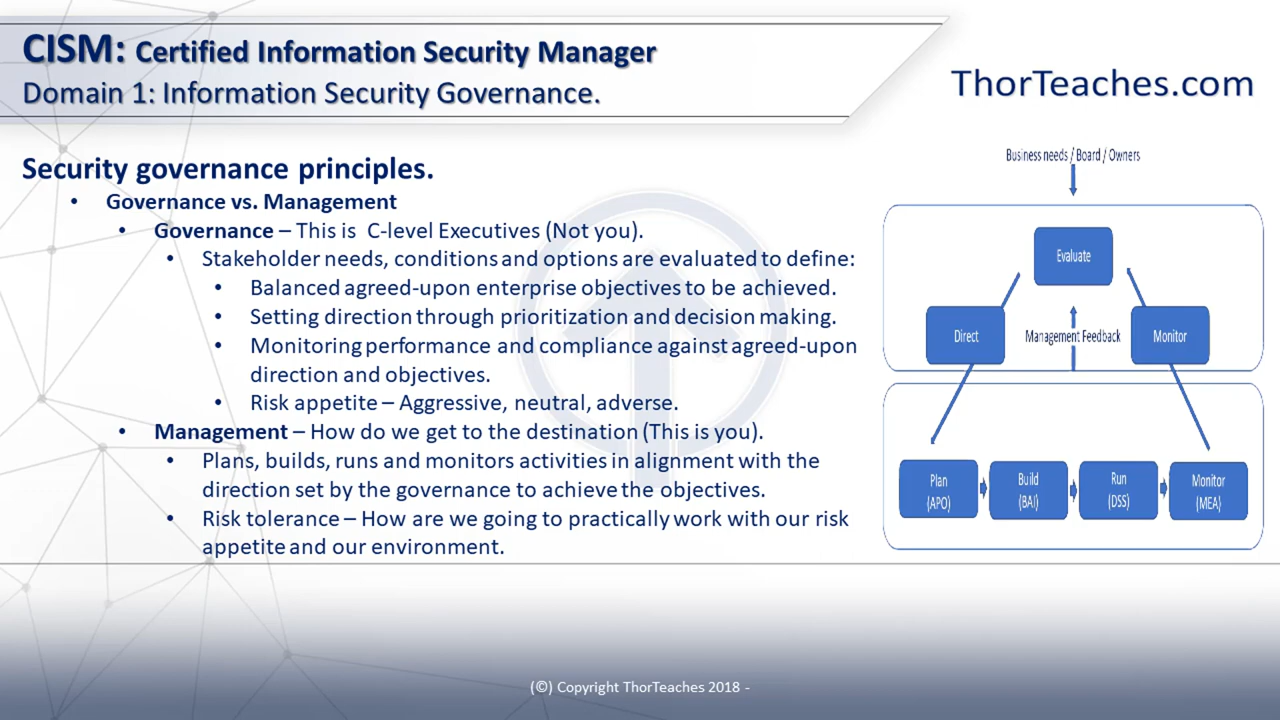 CISM: Certified Information Security Manager
Domain 1: Information Security Governance.
ThorTeaches.com
Security governance principles.
• Governance vs. Management
• Governance – This is C-level Executives (Not you).
• Stakeholder needs, conditions and options are evaluated to define:
• Balanced agreed-upon enterprise objectives to be achieved.
• Setting direction through prioritization and decision making.
• Monitoring performance and compliance against agreed-upon
direction and objectives.
• Risk appetite – Aggressive, neutral, adverse.
• Management – How do we get to the destination (This is you).
• Plans, builds, runs and monitors activities in alignment with the
direction set by the governance to achieve the objectives.
• Risk tolerance – How are we going to practically work with our risk
appetite and our environment.
Business needs / Board / Owners
Evaluate
Direct
Management Feedback
Monitor
Plan
(APO)
Build
(BAI)
Run
(DSS)
Monitor
(MEA)
(©) Copyright ThorTeaches 2018 -